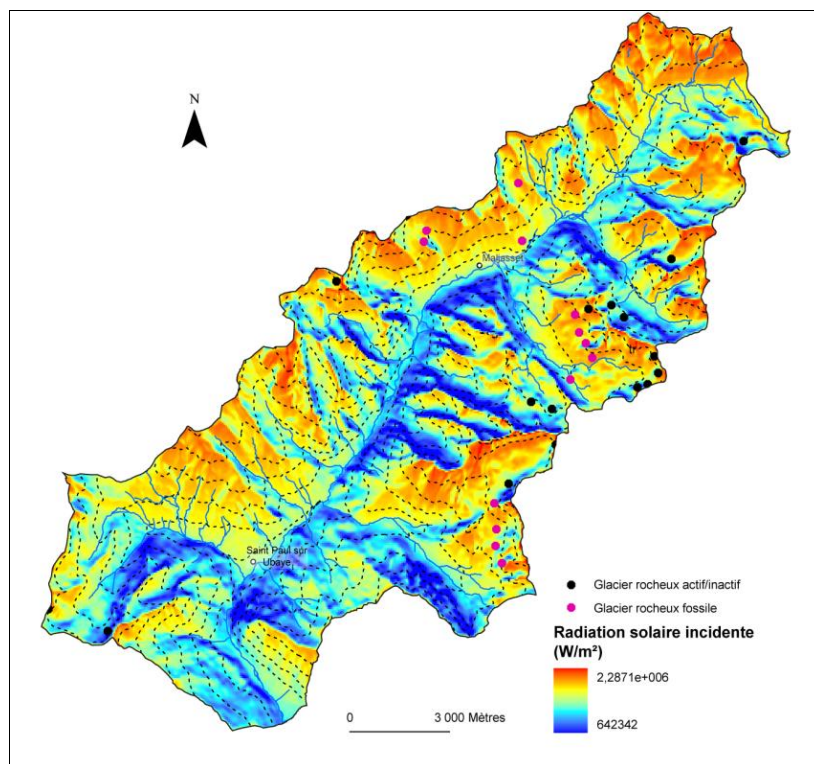 N
Maljasset
Saint Paul sur
Ubaye
Glacier rocheux actif/inactif
Glacier rocheux fossile
Radiation solaire incidente
(W/m²)
2,2871e+006
642342
0
3 000 Mètres